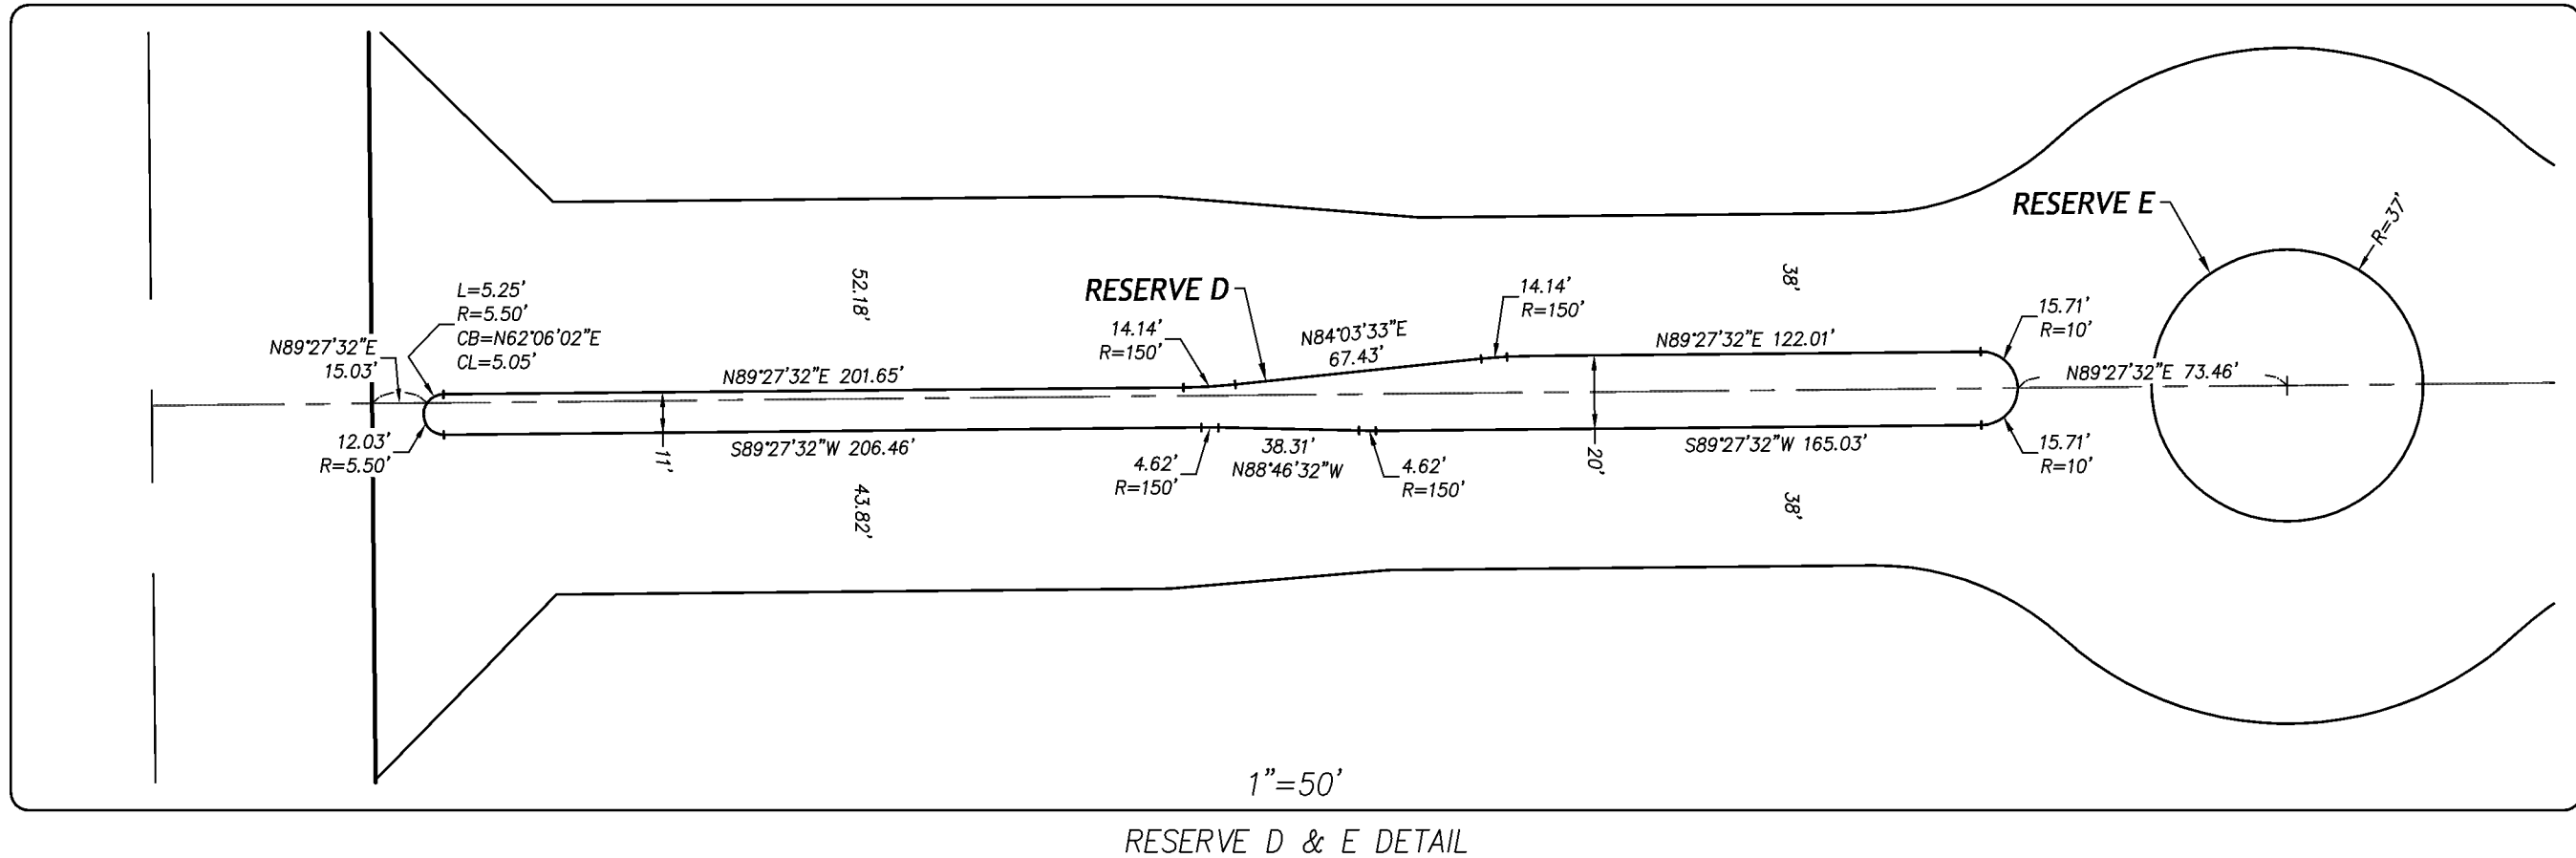 RESERVE E
R=37'
52.18'
38'
L=5.25'
R=5.50'
CB=N62°06'02"E
CL=5.05'
RESERVE D
14.14'
R=150'
14.14'
R=150'
N84°03'33"E
67.43'
15.71'
R=10'
N89°27'32"E
15.03'
N89°27'32"E 201.65'
N89°27'32"E 122.01'
N89°27'32"E 73.46'
12.03'
R=5.50'
S89°27'32"W 206.46'
11'
4.62'
R=150'
38.31'
N88°46'32"W
4.62'
R=150'
20'
S89°27'32"W 165.03'
15.71'
R=10'
43.82'
38'
1"=50'
RESERVE D & E DETAIL